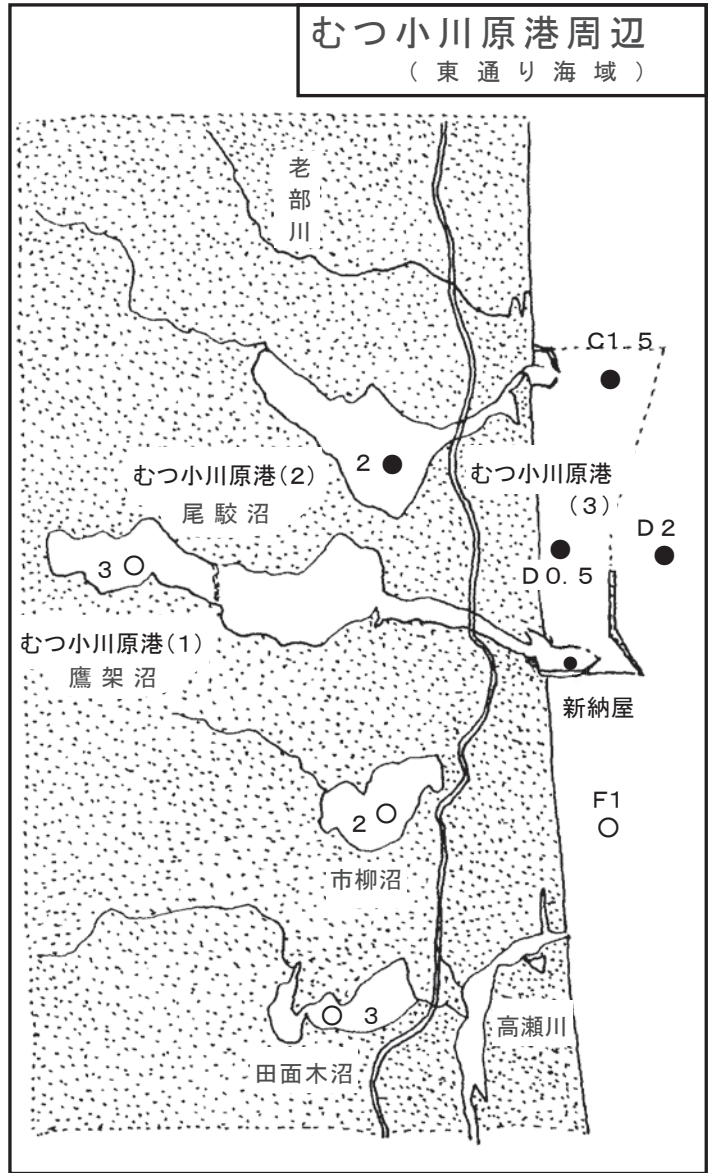 むつ小川原港周辺
(東通り海域)
老部川
C1.5
2
むつ小川原港(2)
尾駮沼
むつ小川原港
(3)
D2
D0.5
3
むつ小川原港(1)
鷹架沼
新納屋
2
市柳沼
F1
3
田面木沼
高瀬川